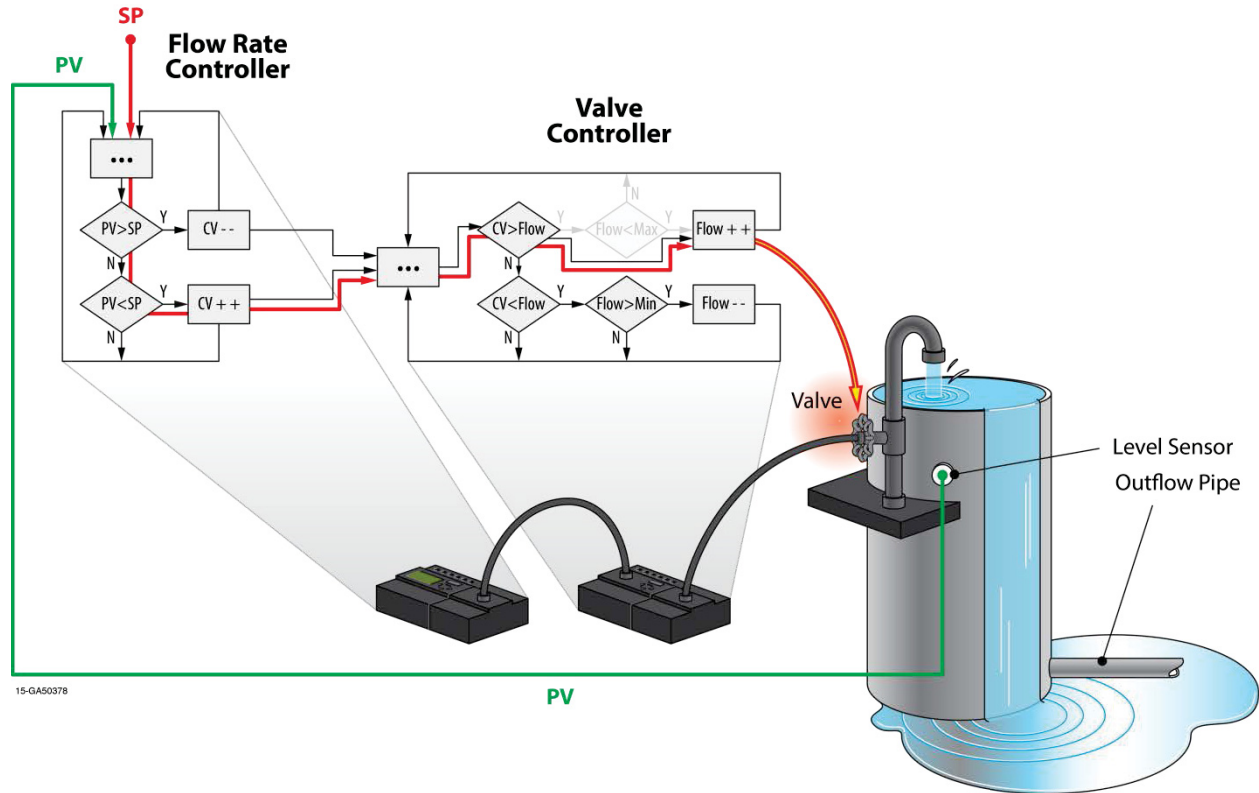 SP
Flow Rate
Controller
PV
Valve
Controller
•••
PV>SP
Y
CV - -
N
PV<SP
Y
CV + +
N
•••
CV>Flow
Y
Flow<Max
N
Y
Flow + +
N
CV<Flow
Y
Flow>Min
Y
Flow - -
N
N
Valve
Level Sensor
Outflow Pipe
15-GA50378
PV